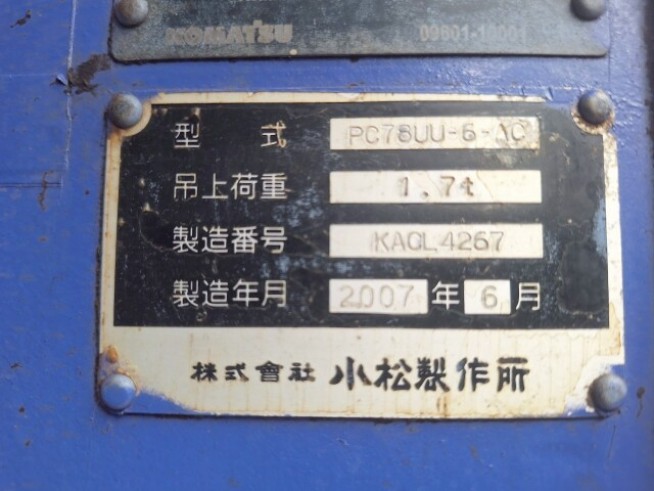 KOMATSU 09601-10001
型 式 PC78UU-6-AC
吊上荷重 1.7t
製造番号 KACL4267
製造年月 2007年6月
株式會社 小松製作所